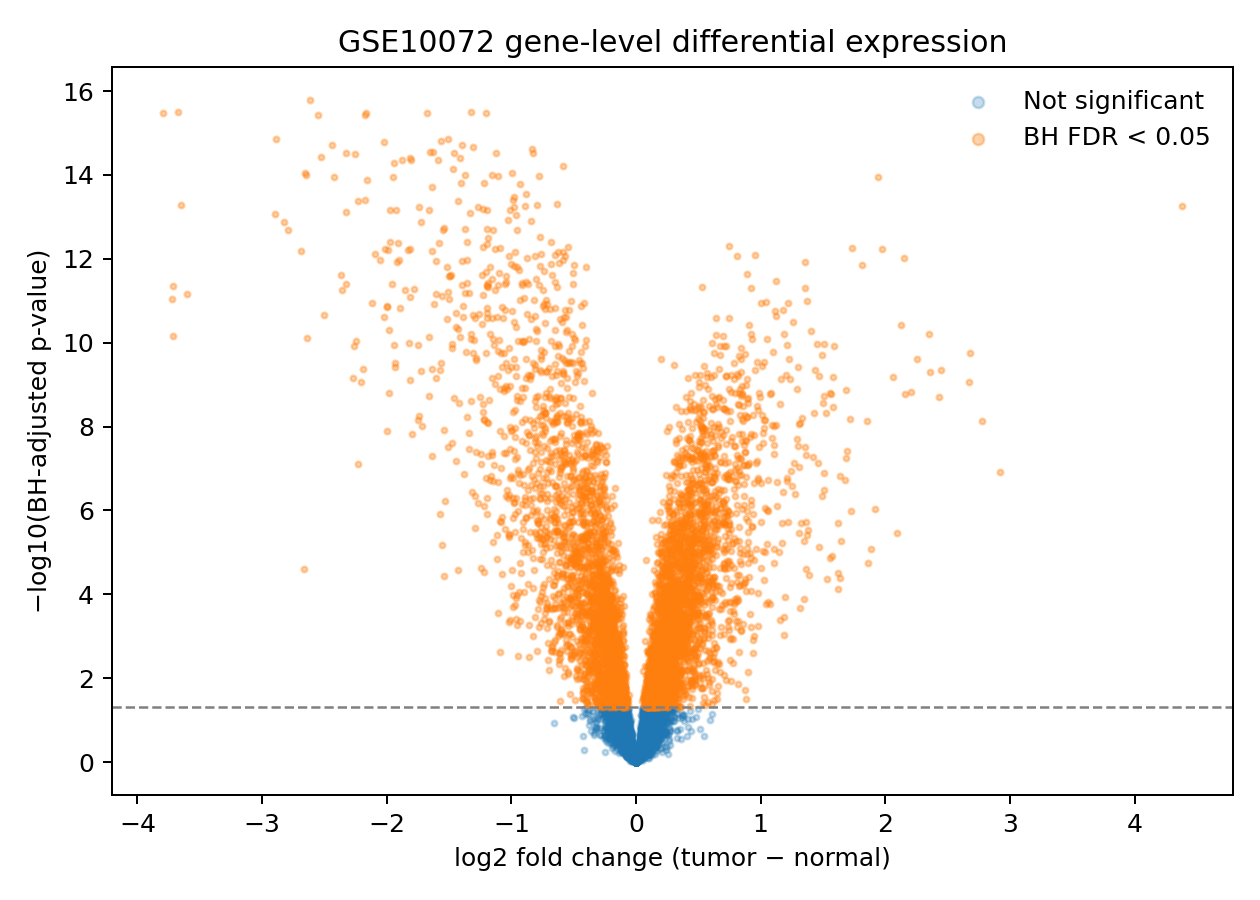 GSE10072 gene-level differential expression
Not significant
BH FDR < 0.05
16
14
12
10
8
6
4
2
0
−log10(BH-adjusted p-value)
−4 −3 −2 −1 0 1 2 3 4
log2 fold change (tumor − normal)